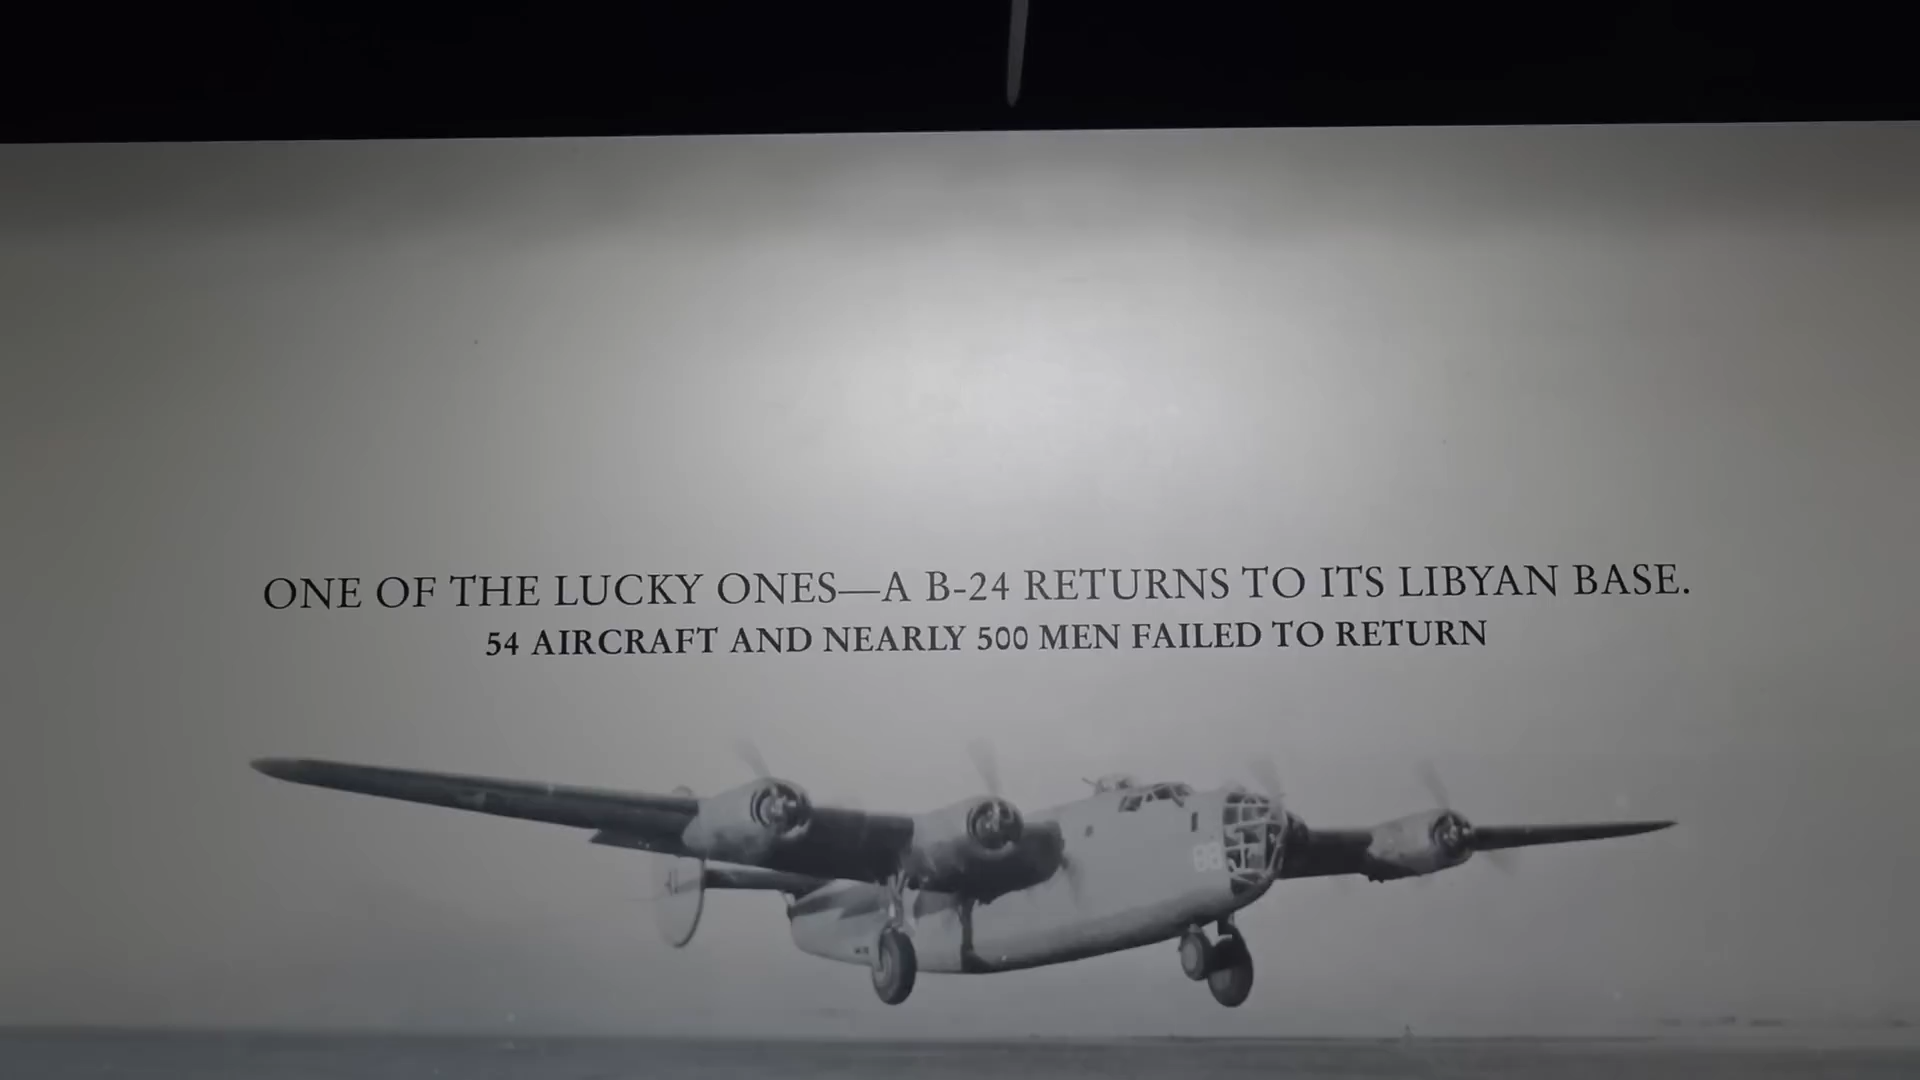 ONE OF THE LUCKY ONES—A B-24 RETURNS TO ITS LIBYAN BASE.
54 AIRCRAFT AND NEARLY 500 MEN FAILED TO RETURN